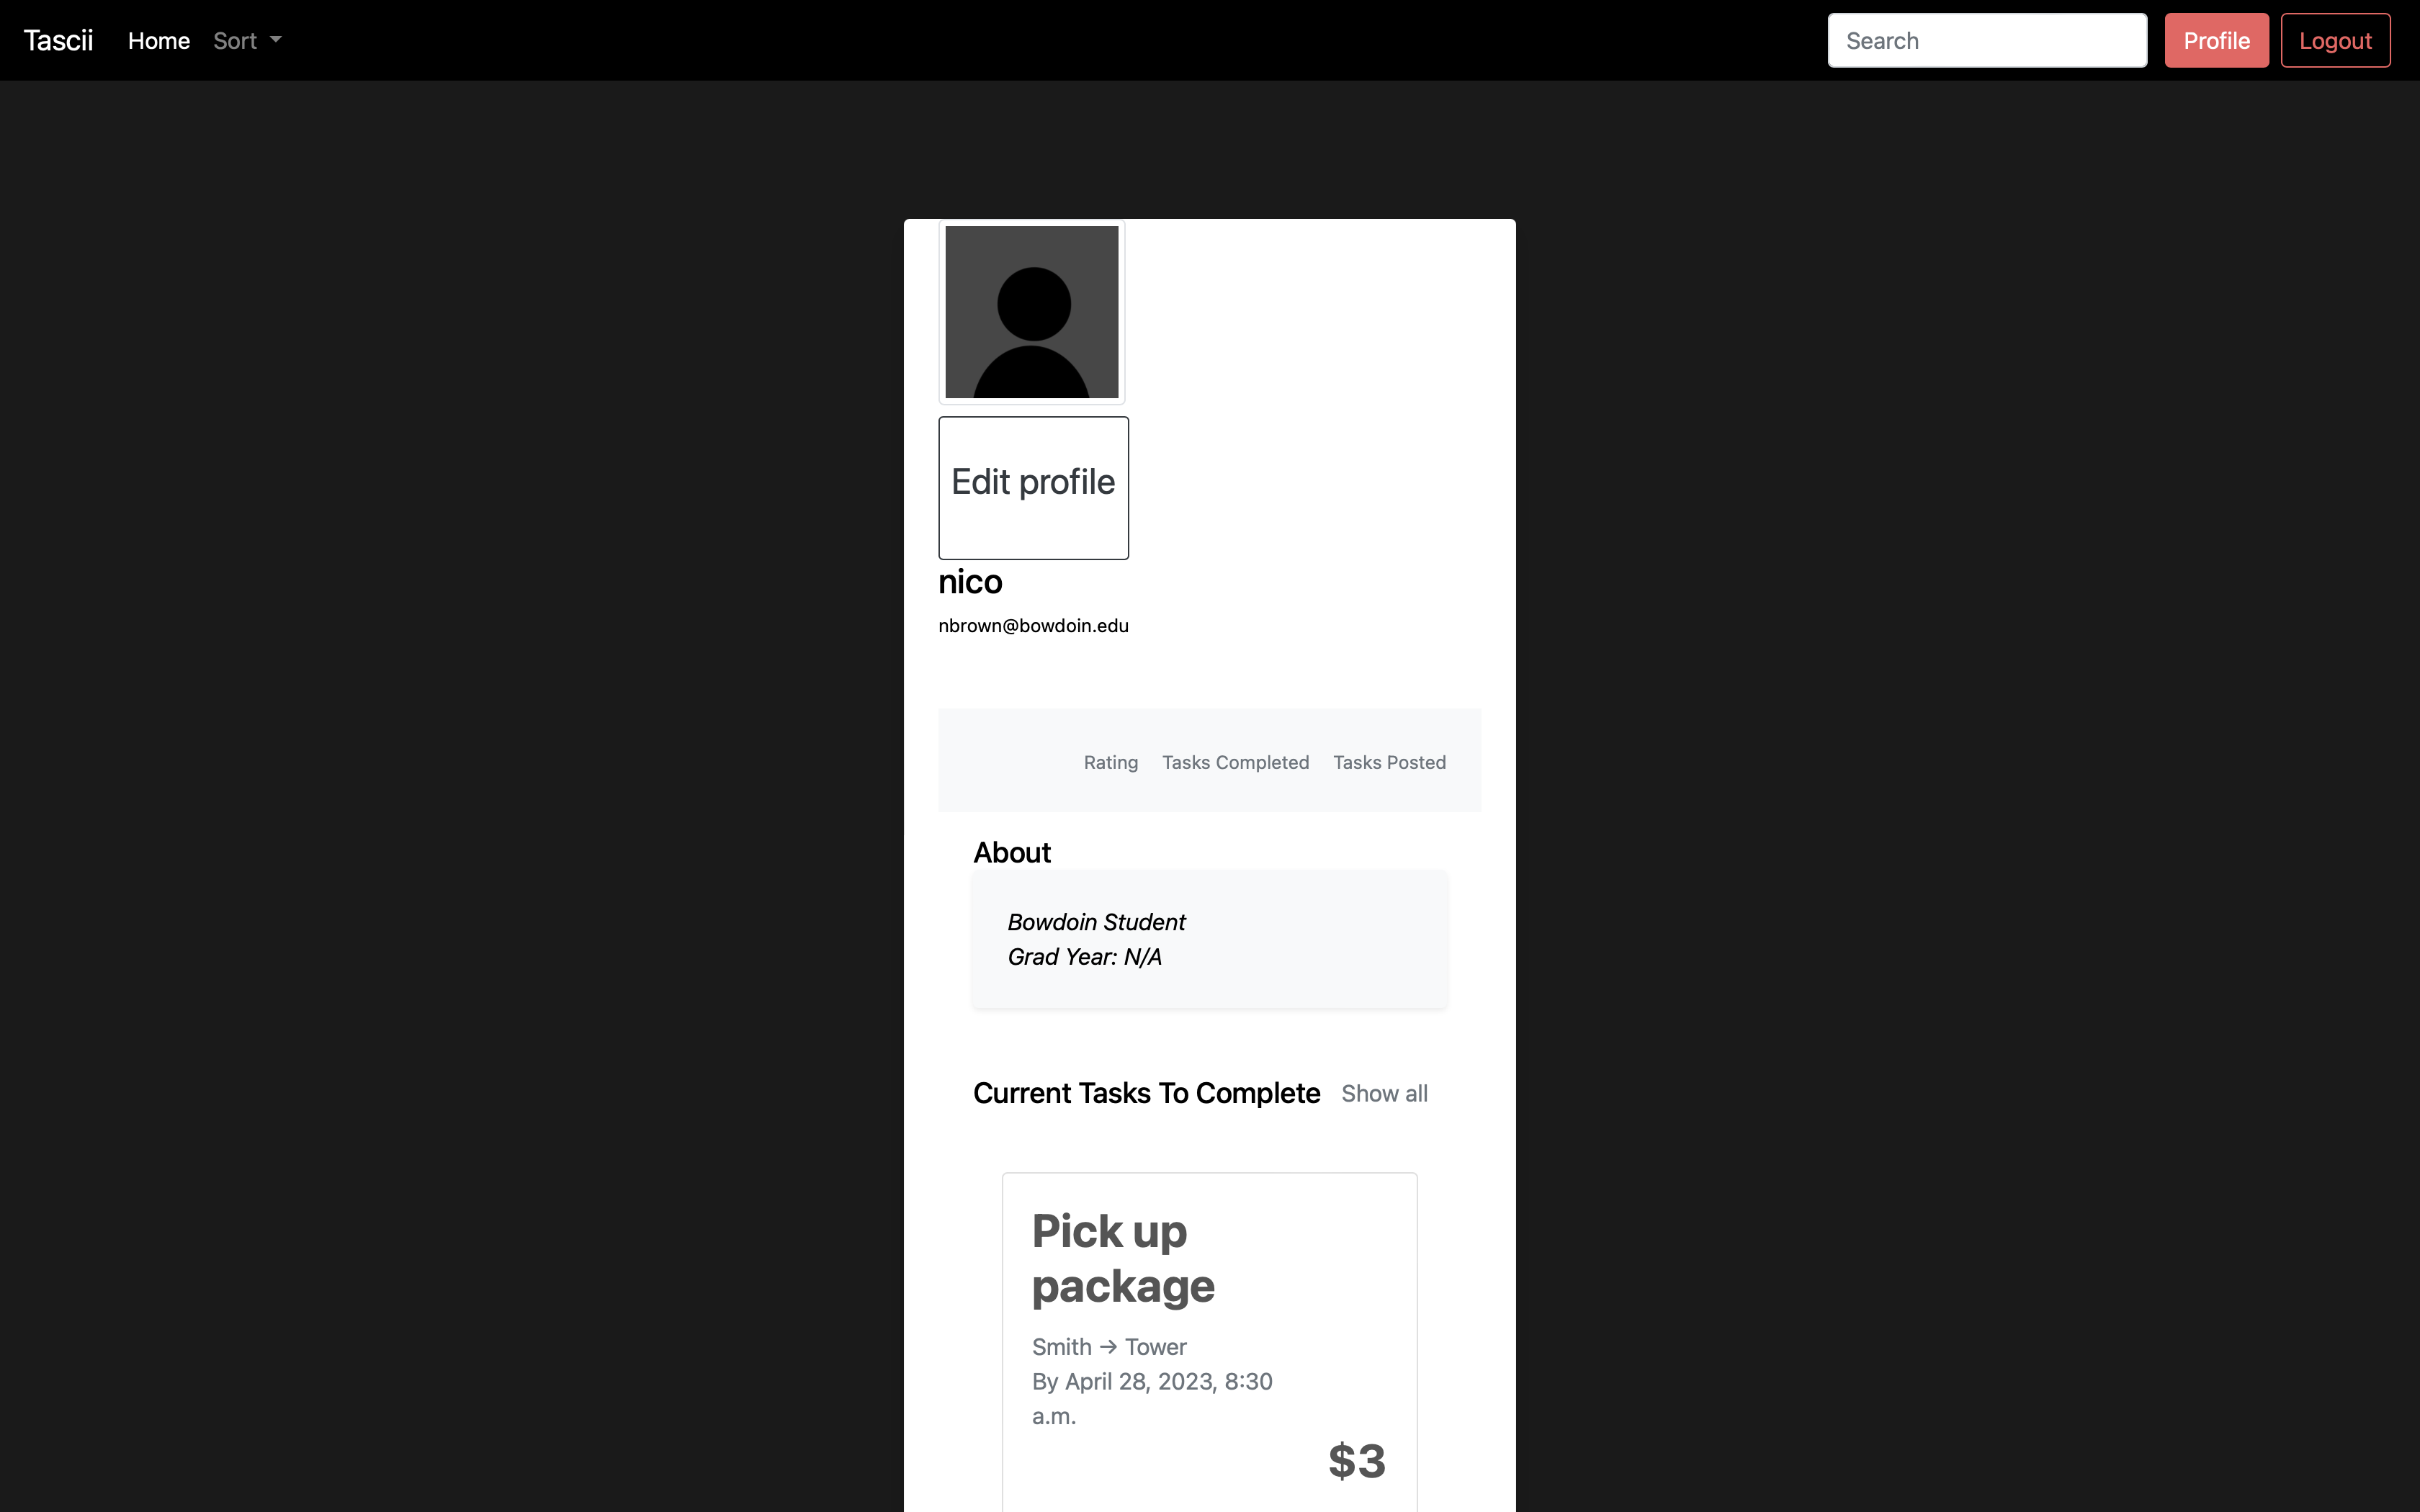 Tascii Home Sort Search Profile Logout
Edit profile
nico
nbrown@bowdoin.edu
Rating Tasks Completed Tasks Posted
About
Bowdoin Student
Grad Year: N/A
Current Tasks To Complete Show all
Pick up
package
Smith → Tower
By April 28, 2023, 8:30
a.m.
$3